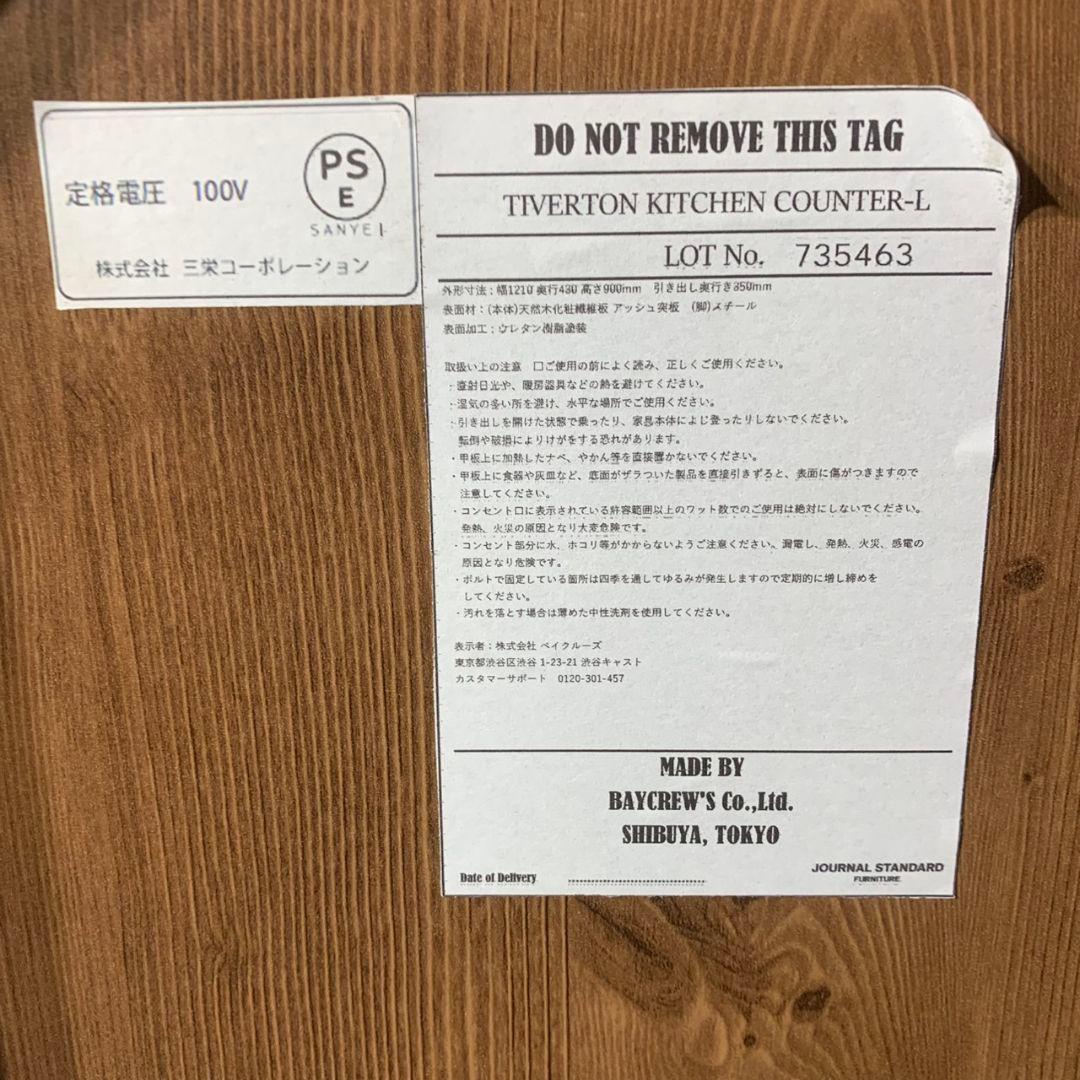 定格電圧 100V
PS
E
SANYEI
株式会社 三栄コーポレーション
DO NOT REMOVE THIS TAG
TIVERTON KITCHEN COUNTER-L
LOT No. 735463
外形寸法:幅1210 奥行430 高さ900mm 引き出し奥行き350mm
表面材:(本体)天然木化粧繊維板 アッシュ突板 (脚)スチール
表面加工:ウレタン樹脂塗装
取扱い上の注意 口ご使用の前によく読み、正しくご使用ください。
・直射日光や、暖房器具などの熱を避けてください。
・湿気の多い所を避け、水平な場所でご使用ください。
・引き出しを開けた状態で乗ったり、家具本体によじ登ったりしないでください。
転倒や破損によりけがをする恐れがあります。
・甲板上に加熱したナベ、やかん等を直接置かないでください。
・甲板上に食器や灰皿など、底面がザラついた製品を直接引きずると、表面に傷がつきますので
注意してください。
・コンセント口に表示されている許容範囲以上のワット数でのご使用は絶対にしないでください。
発熱、火災の原因となり大変危険です。
・コンセント部分に水、ホコリ等がかからないようご注意ください。漏電し、発熱、火災、感電の
原因となり危険です。
・ボルトで固定している箇所は四季を通してゆるみが発生しますので定期的に増し締めを
してください。
・汚れを落とす場合は薄めた中性洗剤を使用してください。
表示者:株式会社 ベイクルーズ
東京都渋谷区渋谷 1-23-21 渋谷キャスト
カスタマーサポート 0120-301-457
MADE BY
BAYCREW'S Co.,Ltd.
SHIBUYA, TOKYO
Date of Delivery
JOURNAL STANDARD
FURNITURE